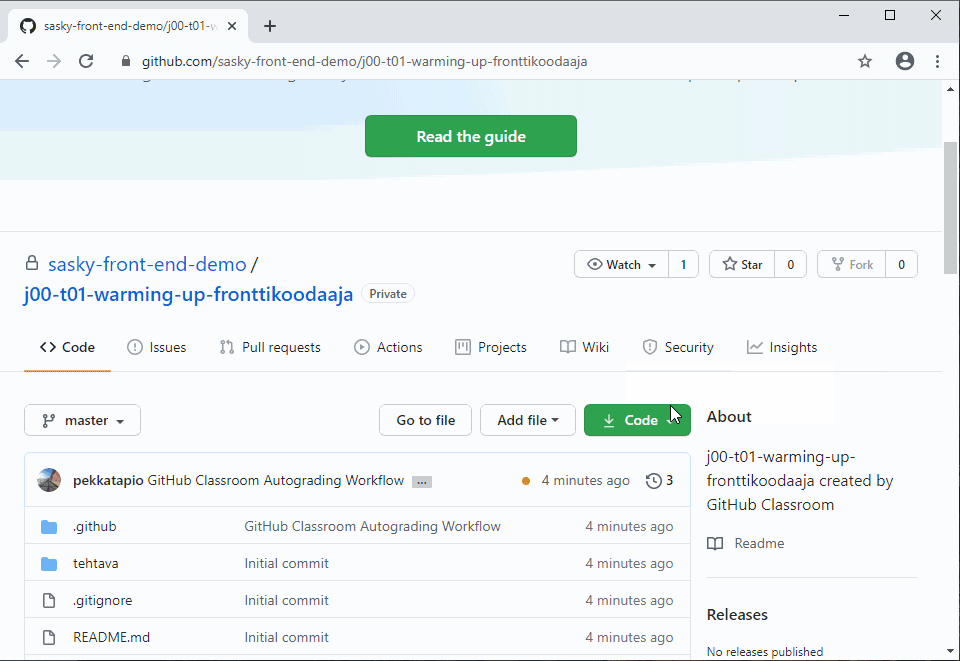 sasky-front-end-demo/j00-t01-w
github.com/sasky-front-end-demo/j00-t01-warming-up-fronttikoodaaja
Read the guide
sasky-front-end-demo /
j00-t01-warming-up-fronttikoodaaja Private
Watch 1 Star 0 Fork 0
Code Issues Pull requests Actions Projects Wiki Security Insights
master Go to file Add file Code
pekkatapio GitHub Classroom Autograding Workflow ... 4 minutes ago 3
.github GitHub Classroom Autograding Workflow 4 minutes ago
tehtava Initial commit 4 minutes ago
.gitignore Initial commit 4 minutes ago
README.md Initial commit 4 minutes ago
About
j00-t01-warming-up-
fronttikoodaaja created by
GitHub Classroom
Readme
Releases
No releases published